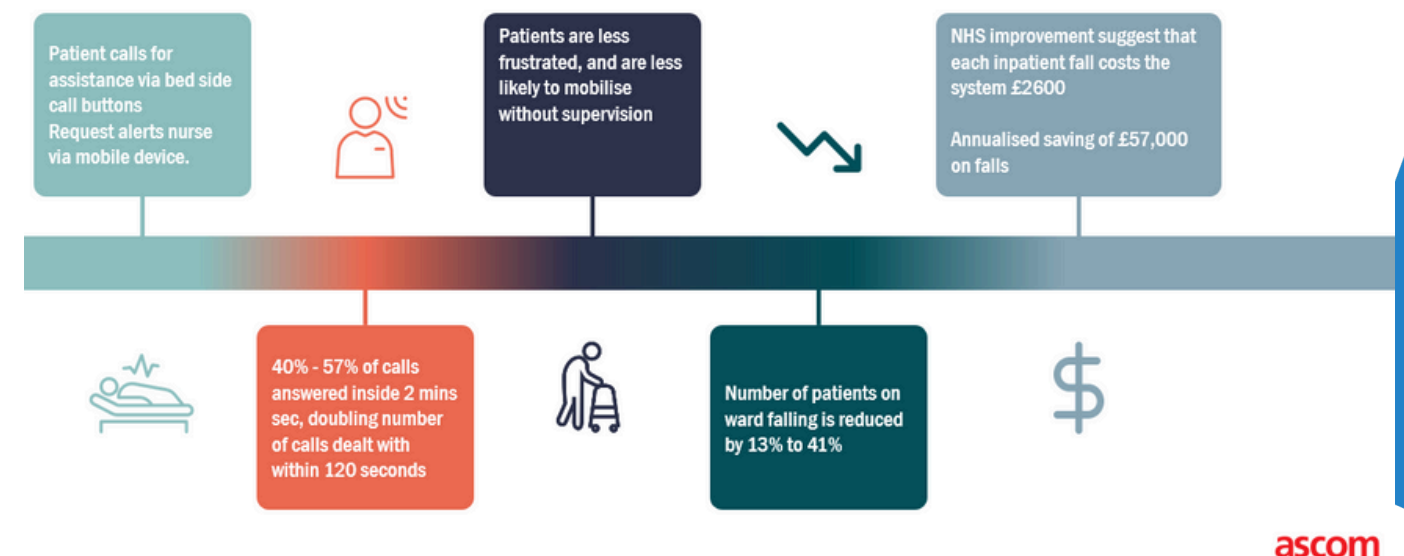 Patient calls for
assistance via bed side
call buttons
Request alerts nurse
via mobile device.
40% - 57% of calls
answered inside 2 mins
sec, doubling number
of calls dealt with
within 120 seconds
Patients are less
frustrated, and are less
likely to mobilise
without supervision
Number of patients on
ward falling is reduced
by 13% to 41%
NHS improvement suggest that
each inpatient fall costs the
system £2600
Annualised saving of £57,000
on falls
$
ascom